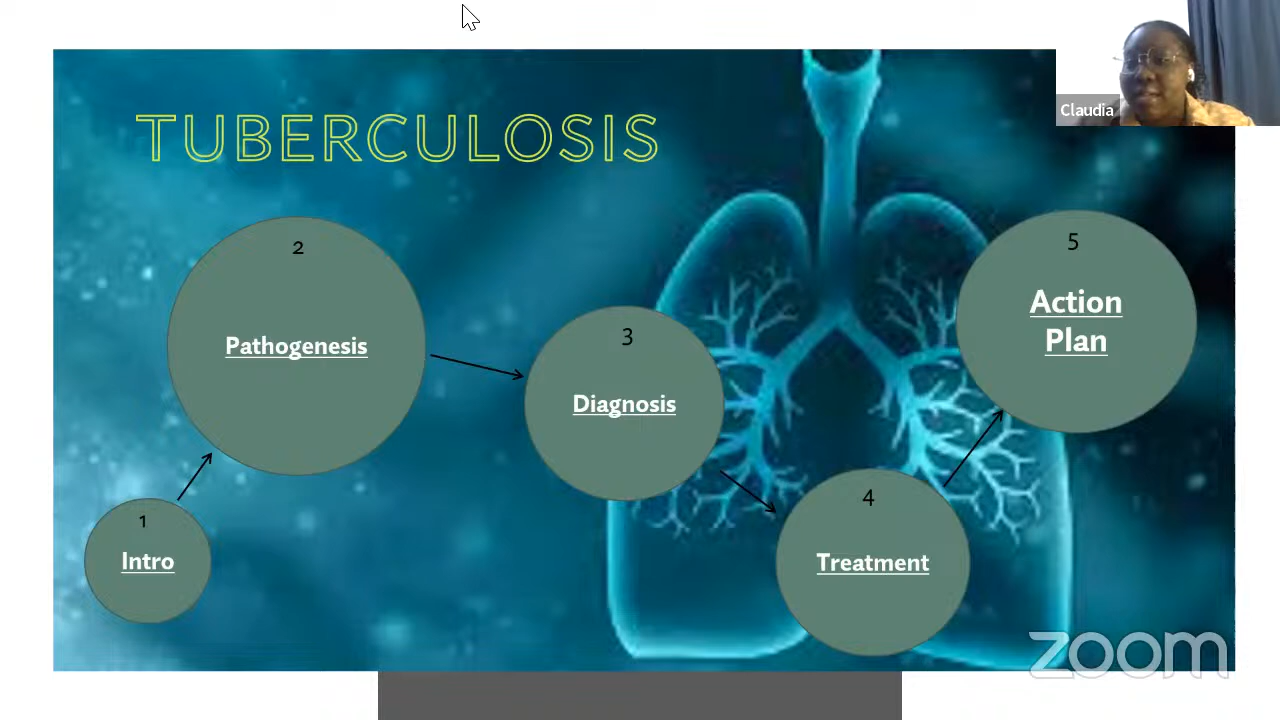 Claudia
TUBERCULOSIS
1
Intro
2
Pathogenesis
3
Diagnosis
4
Treatment
5
Action
Plan
zoom